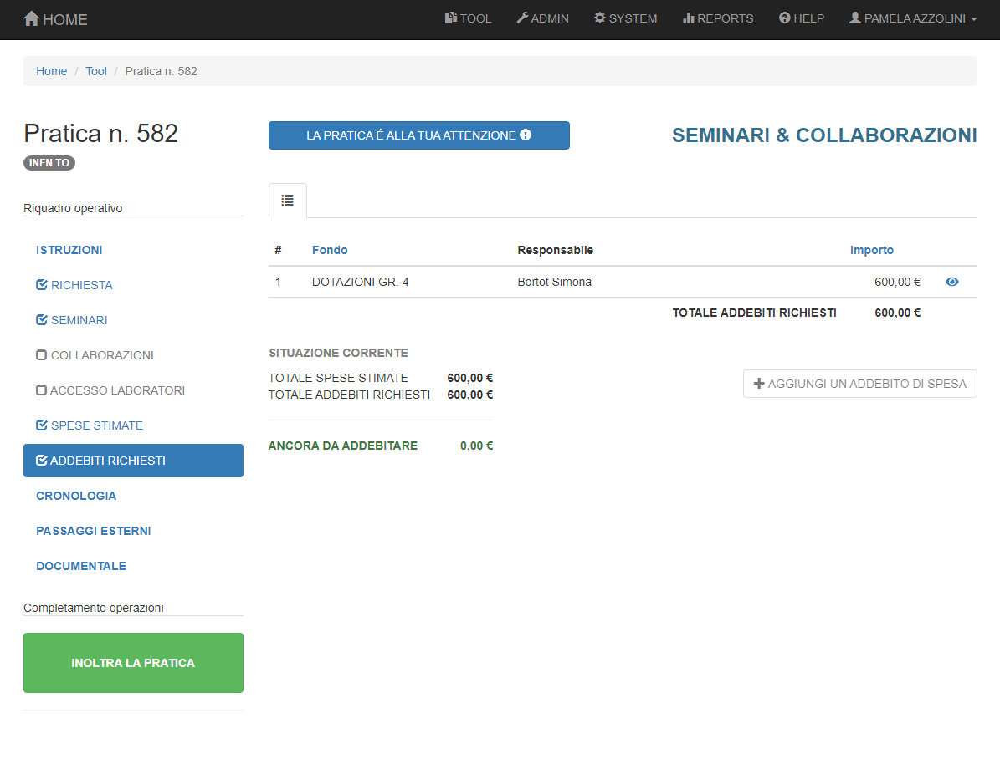 HOME TOOL ADMIN SYSTEM REPORTS HELP PAMELA AZZOLINI
Home / Tool / Pratica n. 582
Pratica n. 582
INFN TO
LA PRATICA É ALLA TUA ATTENZIONE
SEMINARI & COLLABORAZIONI
Riquadro operativo
ISTRUZIONI
RICHIESTA
SEMINARI
COLLABORAZIONI
ACCESSO LABORATORI
SPESE STIMATE
ADDEBITI RICHIESTI
CRONOLOGIA
PASSAGGI ESTERNI
DOCUMENTALE
Completamento operazioni
INOLTRA LA PRATICA
# Fondo Responsabile Importo
1 DOTAZIONI GR. 4 Bortot Simona 600,00 €
TOTALE ADDEBITI RICHIESTI 600,00 €
SITUAZIONE CORRENTE
TOTALE SPESE STIMATE 600,00 €
TOTALE ADDEBITI RICHIESTI 600,00 €
ANCORA DA ADDEBITARE 0,00 €
AGGIUNGI UN ADDEBITO DI SPESA